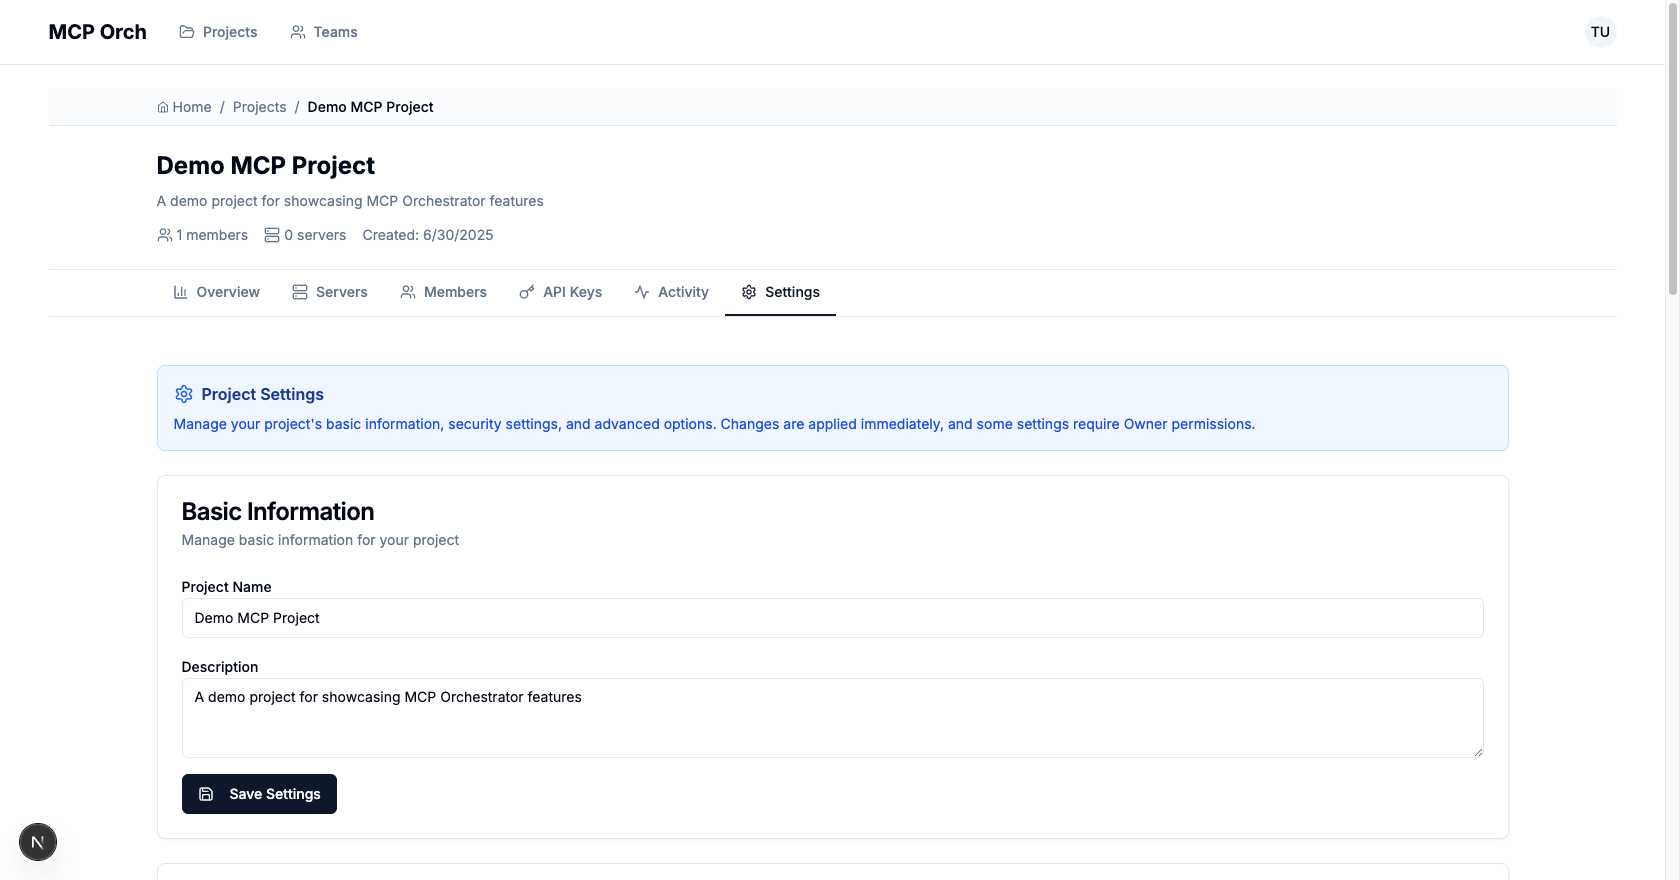 MCP Orch Projects Teams TU
Home / Projects / Demo MCP Project
Demo MCP Project
A demo project for showcasing MCP Orchestrator features
1 members 0 servers Created: 6/30/2025
Overview Servers Members API Keys Activity Settings
Project Settings
Manage your project's basic information, security settings, and advanced options. Changes are applied immediately, and some settings require Owner permissions.
Basic Information
Manage basic information for your project
Project Name
Demo MCP Project
Description
A demo project for showcasing MCP Orchestrator features
Save Settings
N